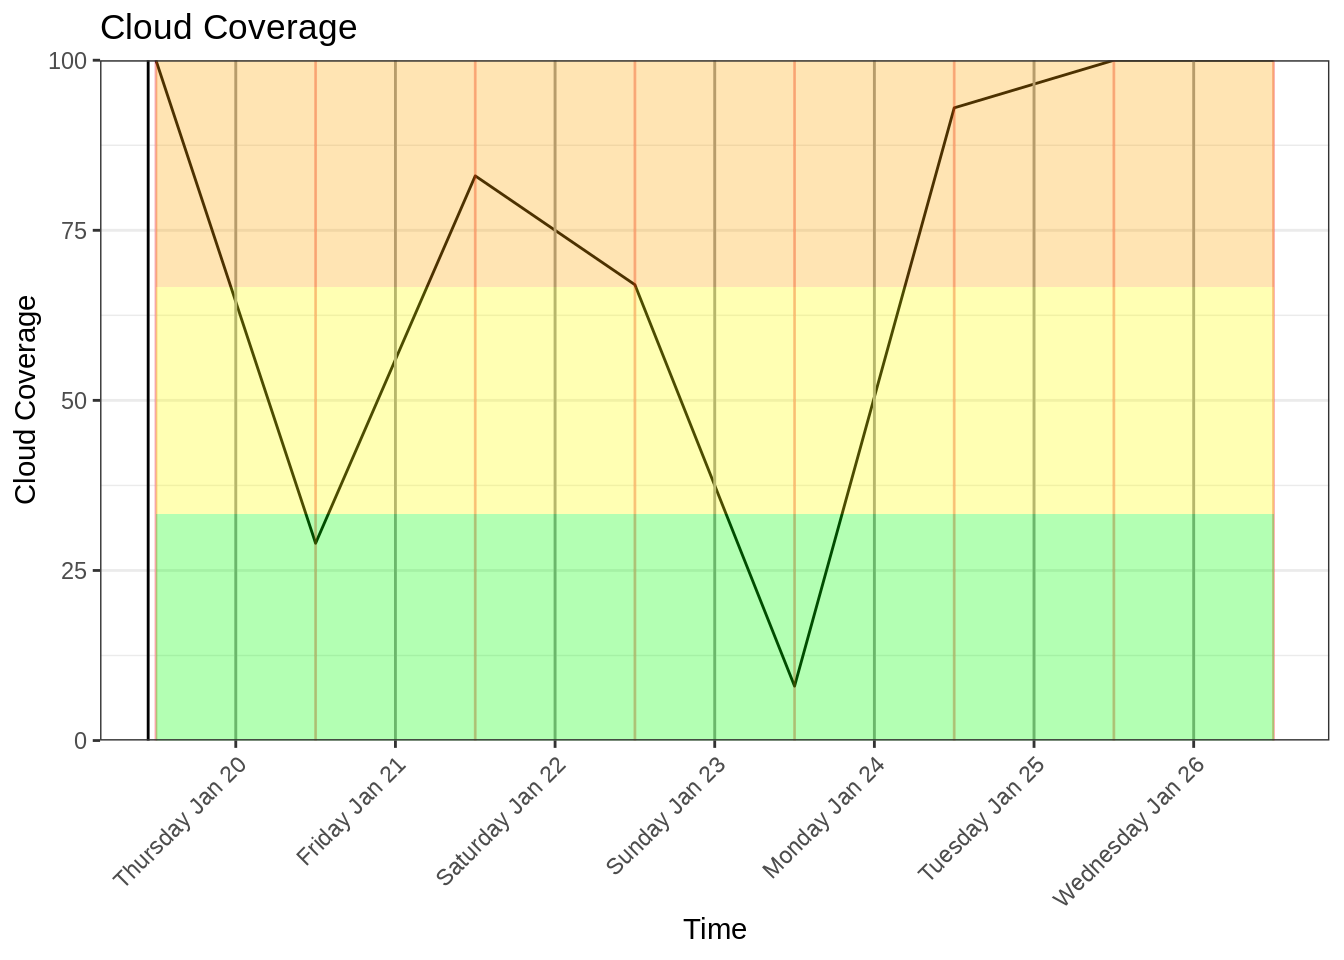 Cloud Coverage
100
75
50
25
0
Cloud Coverage
Thursday Jan 20
Friday Jan 21
Saturday Jan 22
Sunday Jan 23
Monday Jan 24
Tuesday Jan 25
Wednesday Jan 26
Time